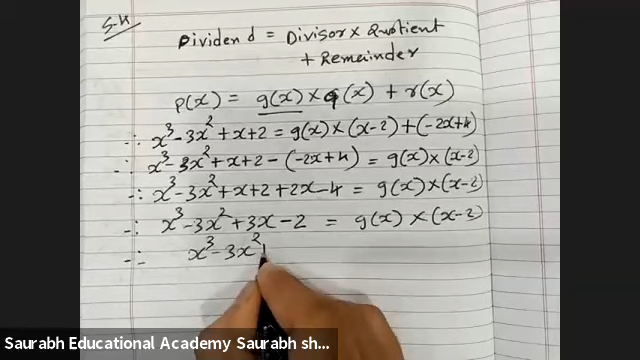 S-4
Dividend = Divisor × Quotient
+ Remainder
p(x) = g(x) × q(x) + r(x)
∴ x³ - 3x² + x + 2 = g(x) × (x-2) + (-2x+4)
∴ x³ - 3x² + x + 2 - (-2x+4) = g(x) × (x-2)
∴ x³ - 3x² + x + 2 + 2x - 4 = g(x) × (x-2)
∴ x³ - 3x² + 3x - 2 = g(x) × (x-2)
∴ x³ - 3x²
Saurabh Educational Academy Saurabh sh...